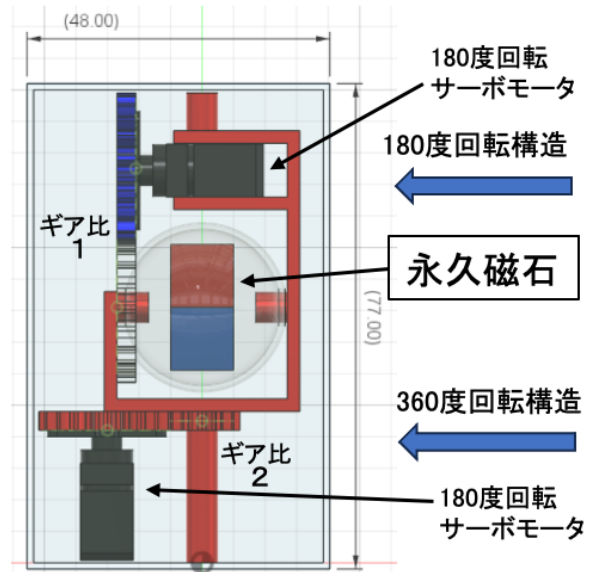 (48.00)
180度回転
サーボモータ
180度回転構造
ギア比
1
永久磁石
(77.00)
360度回転構造
ギア比
2
180度回転
サーボモータ